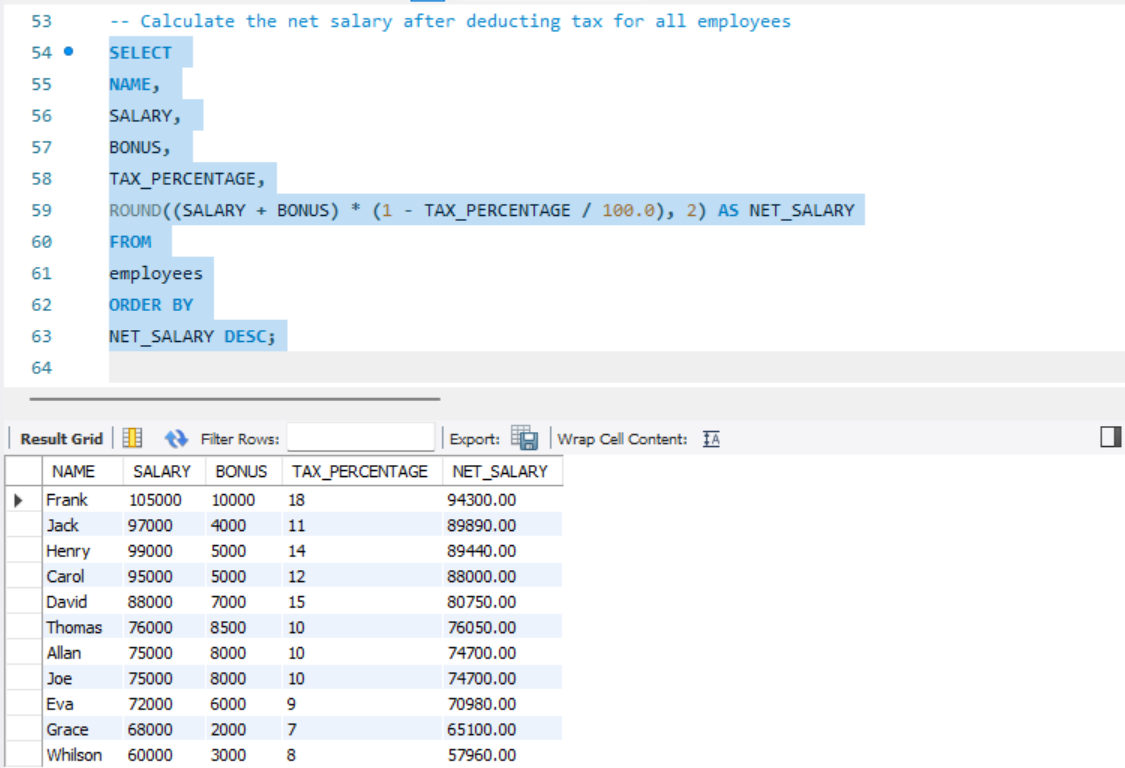 53 -- Calculate the net salary after deducting tax for all employees
54 SELECT
55 NAME,
56 SALARY,
57 BONUS,
58 TAX_PERCENTAGE,
59 ROUND((SALARY + BONUS) * (1 - TAX_PERCENTAGE / 100.0), 2) AS NET_SALARY
60 FROM
61 employees
62 ORDER BY
63 NET_SALARY DESC;
64
Result Grid Filter Rows: Export: Wrap Cell Content: IA
NAME SALARY BONUS TAX_PERCENTAGE NET_SALARY
Frank 105000 10000 18 94300.00
Jack 97000 4000 11 89890.00
Henry 99000 5000 14 89440.00
Carol 95000 5000 12 88000.00
David 88000 7000 15 80750.00
Thomas 76000 8500 10 76050.00
Allan 75000 8000 10 74700.00
Joe 75000 8000 10 74700.00
Eva 72000 6000 9 70980.00
Grace 68000 2000 7 65100.00
Whilson 60000 3000 8 57960.00